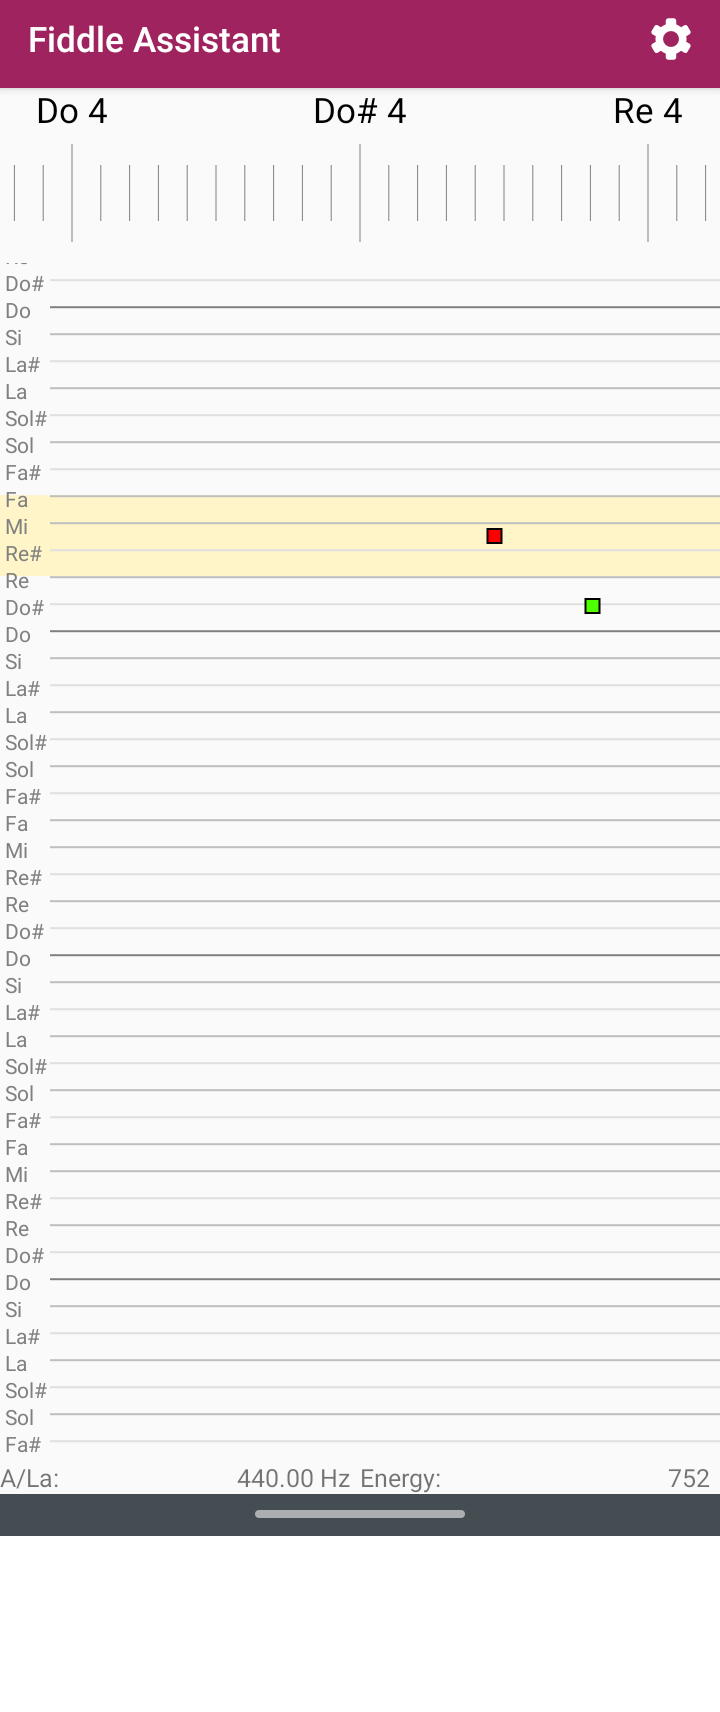 Fiddle Assistant
Do 4 Do# 4 Re 4
Do#
Do
Si
La#
La
Sol#
Sol
Fa#
Fa
Mi
Re#
Re
Do#
Do
Si
La#
La
Sol#
Sol
Fa#
Fa
Mi
Re#
Re
Do#
Do
Si
La#
La
Sol#
Sol
Fa#
Fa
Mi
Re#
Re
Do#
Do
Si
La#
La
Sol#
Sol
Fa#
A/La: 440.00 Hz Energy: 752